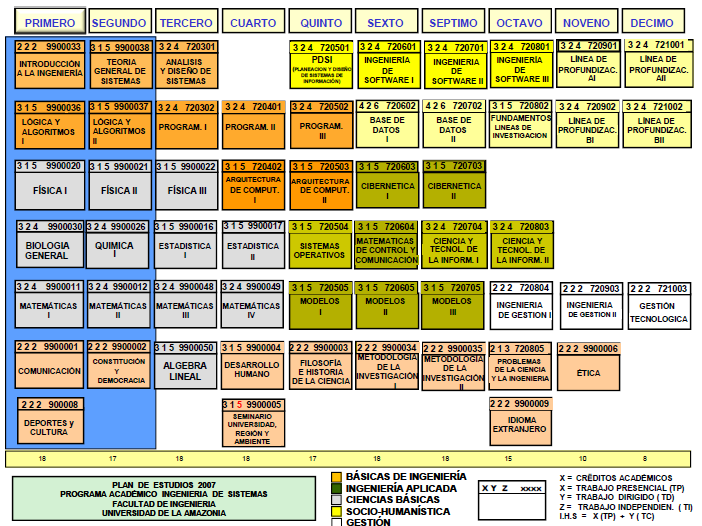 PRIMERO SEGUNDO TERCERO CUARTO QUINTO SEXTO SEPTIMO OCTAVO NOVENO DECIMO
2 2 2 9900033
INTRODUCCIÓN
A LA INGENIERÍA
3 1 5 9900038
TEORIA
GENERAL DE
SISTEMAS
3 2 4 720301
ANALISIS
Y DISEÑO DE
SISTEMAS
3 2 4 720501
PDSI
(PLANEACION Y DISEÑO
DE SISTEMAS DE
INFORMACIÓN)
3 2 4 720601
INGENIERÍA
DE
SOFTWARE I
3 2 4 720701
INGENIERÍA
DE
SOFTWARE II
3 2 4 720801
INGENIERÍA
DE
SOFTWARE III
3 2 4 720901
LÍNEA DE
PROFUNDIZAC.
AI
3 2 4 721001
LÍNEA DE
PROFUNDIZAC.
AII
3 1 5 9900036
LÓGICA Y
ALGORITMOS
I
3 1 5 9900037
LÓGICA Y
ALGORITMOS
II
3 2 4 720302
PROGRAM. I
3 2 4 720401
PROGRAM. II
3 2 4 720502
PROGRAM.
III
4 2 6 720602
BASE DE
DATOS
I
4 2 6 720702
BASE DE
DATOS
II
3 1 5 720802
FUNDAMENTOS
LINEAS DE
INVESTIGACION
3 2 4 720902
LÍNEA DE
PROFUNDIZAC.
BI
3 2 4 721002
LÍNEA DE
PROFUNDIZAC.
BII
3 1 5 9900020
FÍSICA I
3 1 5 9900021
FÍSICA II
3 1 5 9900022
FÍSICA III
3 1 5 720402
ARQUITECTURA
DE COMPUT.
I
3 1 5 720503
ARQUITECTURA
DE COMPUT.
II
3 1 5 720603
CIBERNETICA
I
3 1 5 720703
CIBERNETICA
II
3 2 4 9900030
BIOLOGIA
GENERAL
3 2 4 9900026
QUIMICA
I
3 1 5 9900016
ESTADISTICA
I
3 1 5 9900017
ESTADISTICA
II
3 1 5 720504
SISTEMAS
OPERATIVOS
3 1 5 720604
MATEMATICAS
DE CONTROL Y
COMUNICACIÓN
3 2 4 720704
CIENCIA Y
TECNOL. DE
LA INFORM. I
3 2 4 720803
CIENCIA Y
TECNOL. DE
LA INFORM. II
3 2 4 9900011
MATEMÁTICAS
I
3 2 4 9900012
MATEMÁTICAS
II
3 2 4 9900048
MATEMÁTICAS
III
3 2 4 9900049
MATEMÁTICAS
IV
3 1 5 720505
MODELOS
I
3 1 5 720605
MODELOS
II
3 1 5 720705
MODELOS
III
2 2 2 720804
INGENIERIA
DE GESTION I
2 2 2 720903
INGENIERIA
DE GESTION II
2 2 2 721003
GESTIÓN
TECNOLOGICA
2 2 2 9900001
COMUNICACIÓN
2 2 2 9900002
CONSTITUCIÓN
Y
DEMOCRACIA
3 1 5 9900050
ALGEBRA
LINEAL
3 1 5 9900004
DESARROLLO
HUMANO
2 2 2 9900003
FILOSOFÍA
E HISTORIA
DE LA CIENCIA
2 2 2 9900034
METODOLOGÍA
DE LA
INVESTIGACIÓN
I
2 2 2 9900035
METODOLOGÍA
DE LA
INVESTIGACIÓN
II
2 1 3 720805
PROBLEMAS
DE LA CIENCIA
Y LA INGENIERIA
2 2 2 9900006
ÉTICA
2 2 2 900008
DEPORTES y
CULTURA
3 1 5 9900005
SEMINARIO
UNIVERSIDAD,
REGIÓN Y
AMBIENTE
2 2 2 9900009
IDIOMA
EXTRANJERO
18 18 18 18 17 18 17 15 10 8
PLAN DE ESTUDIOS 2007
PROGRAMA ACADÉMICO INGENIERIA DE SISTEMAS
FACULTAD DE INGENIERIA
UNIVERSIDAD DE LA AMAZONIA
BÁSICAS DE INGENIERÍA
INGENIERÍA APLICADA
CIENCIAS BÁSICAS
SOCIO-HUMANÍSTICA
GESTIÓN
X Y Z xxxx
X = CRÉDITOS ACADÉMICOS
X = TRABAJO PRESENCIAL (TP)
Y = TRABAJO DIRIGIDO ( TD)
Z = TRABAJO INDEPENDIEN. ( TI)
I.H.S = X (TP) + Y ( TC)